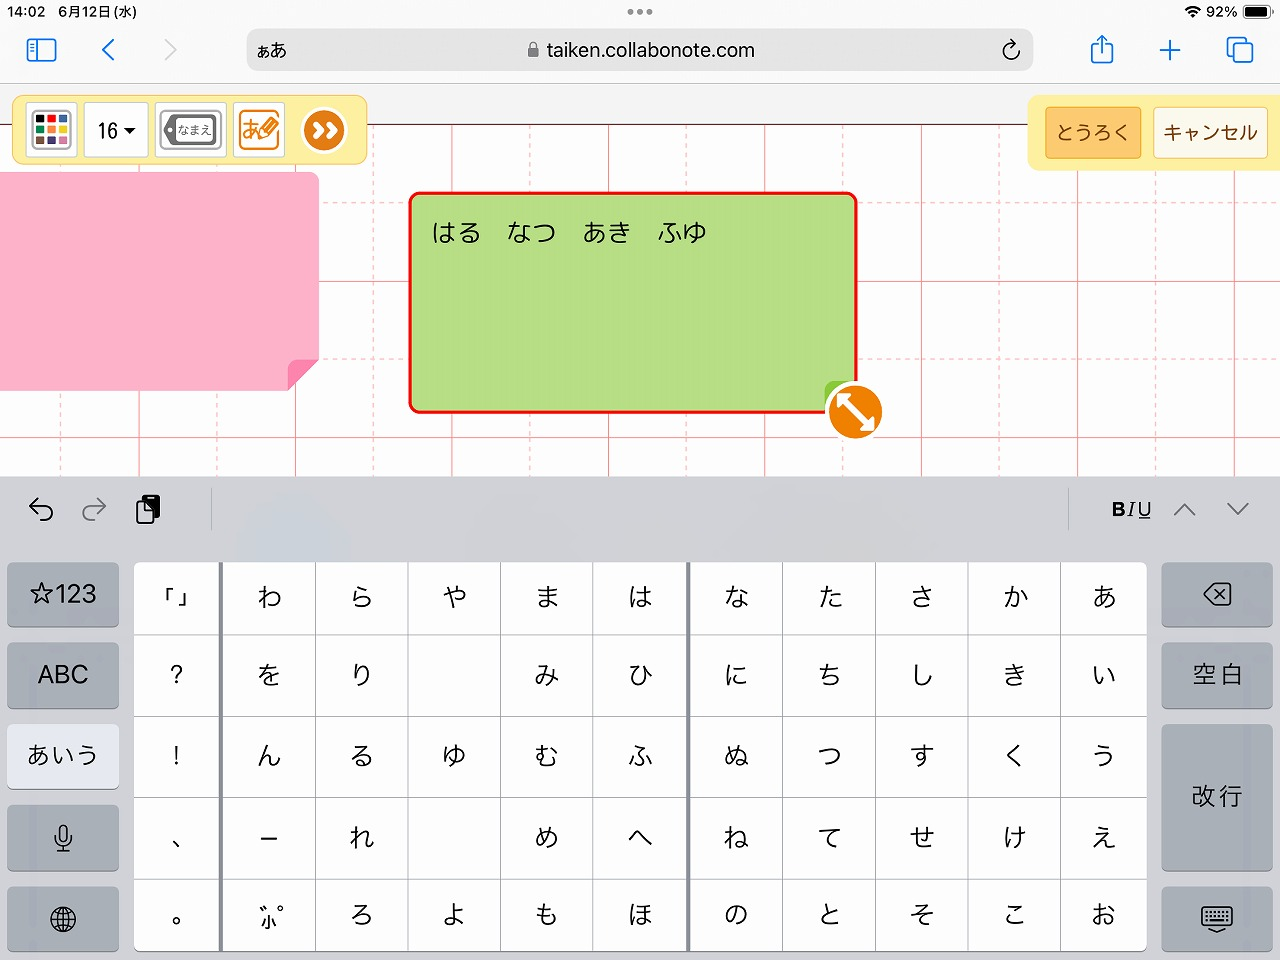 14:02 6月12日(水)
92%
ぁあ
taiken.collabonote.com
16
なまえ
あ
とうろく
キャンセル
はる　なつ　あき　ふゆ
BIU
☆123
「」
わ
ら
や
ま
は
な
た
さ
か
あ
ABC
?
を
り
み
ひ
に
ち
し
き
い
空白
あいう
!
ん
る
ゆ
む
ふ
ぬ
つ
す
く
う
改行
、
ー
れ
め
へ
ね
て
せ
け
え
。
゛゜小
ろ
よ
も
ほ
の
と
そ
こ
お